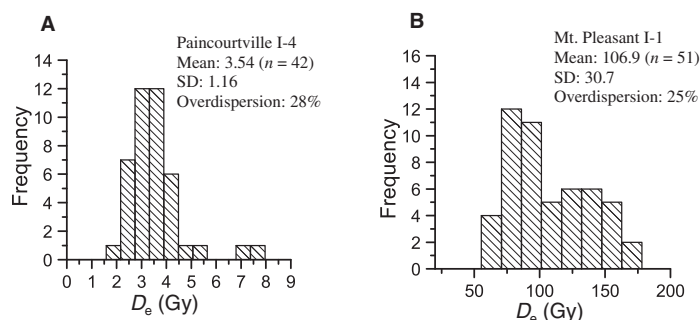 A
Paincourtville I-4
Mean: 3.54 (n = 42)
SD: 1.16
Overdispersion: 28%
Frequency
14
12
10
8
6
4
2
0
0 1 2 3 4 5 6 7 8 9
De (Gy)
B
Mt. Pleasant I-1
Mean: 106.9 (n = 51)
SD: 30.7
Overdispersion: 25%
Frequency
16
14
12
10
8
6
4
2
0
50 100 150 200
De (Gy)